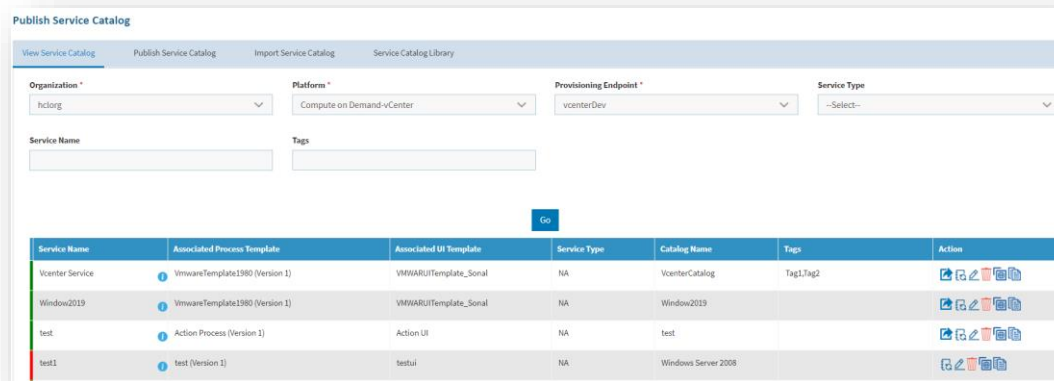 Publish Service Catalog
View Service Catalog Publish Service Catalog Import Service Catalog Service Catalog Library
Organization * Platform * Provisioning Endpoint * Service Type
hclorg Compute on Demand-vCenter vcenterDev --Select--
Service Name Tags
Go
Service Name Associated Process Template Associated UI Template Service Type Catalog Name Tags Action
Vcenter Service VmwareTemplate1980 (Version 1) VMWARUITemplate_Sonal NA VcenterCatalog Tag1,Tag2
Window2019 VmwareTemplate1980 (Version 1) VMWARUITemplate_Sonal NA Window2019
test Action Process (Version 1) Action UI NA test
test1 test (Version 1) testui NA Windows Server 2008